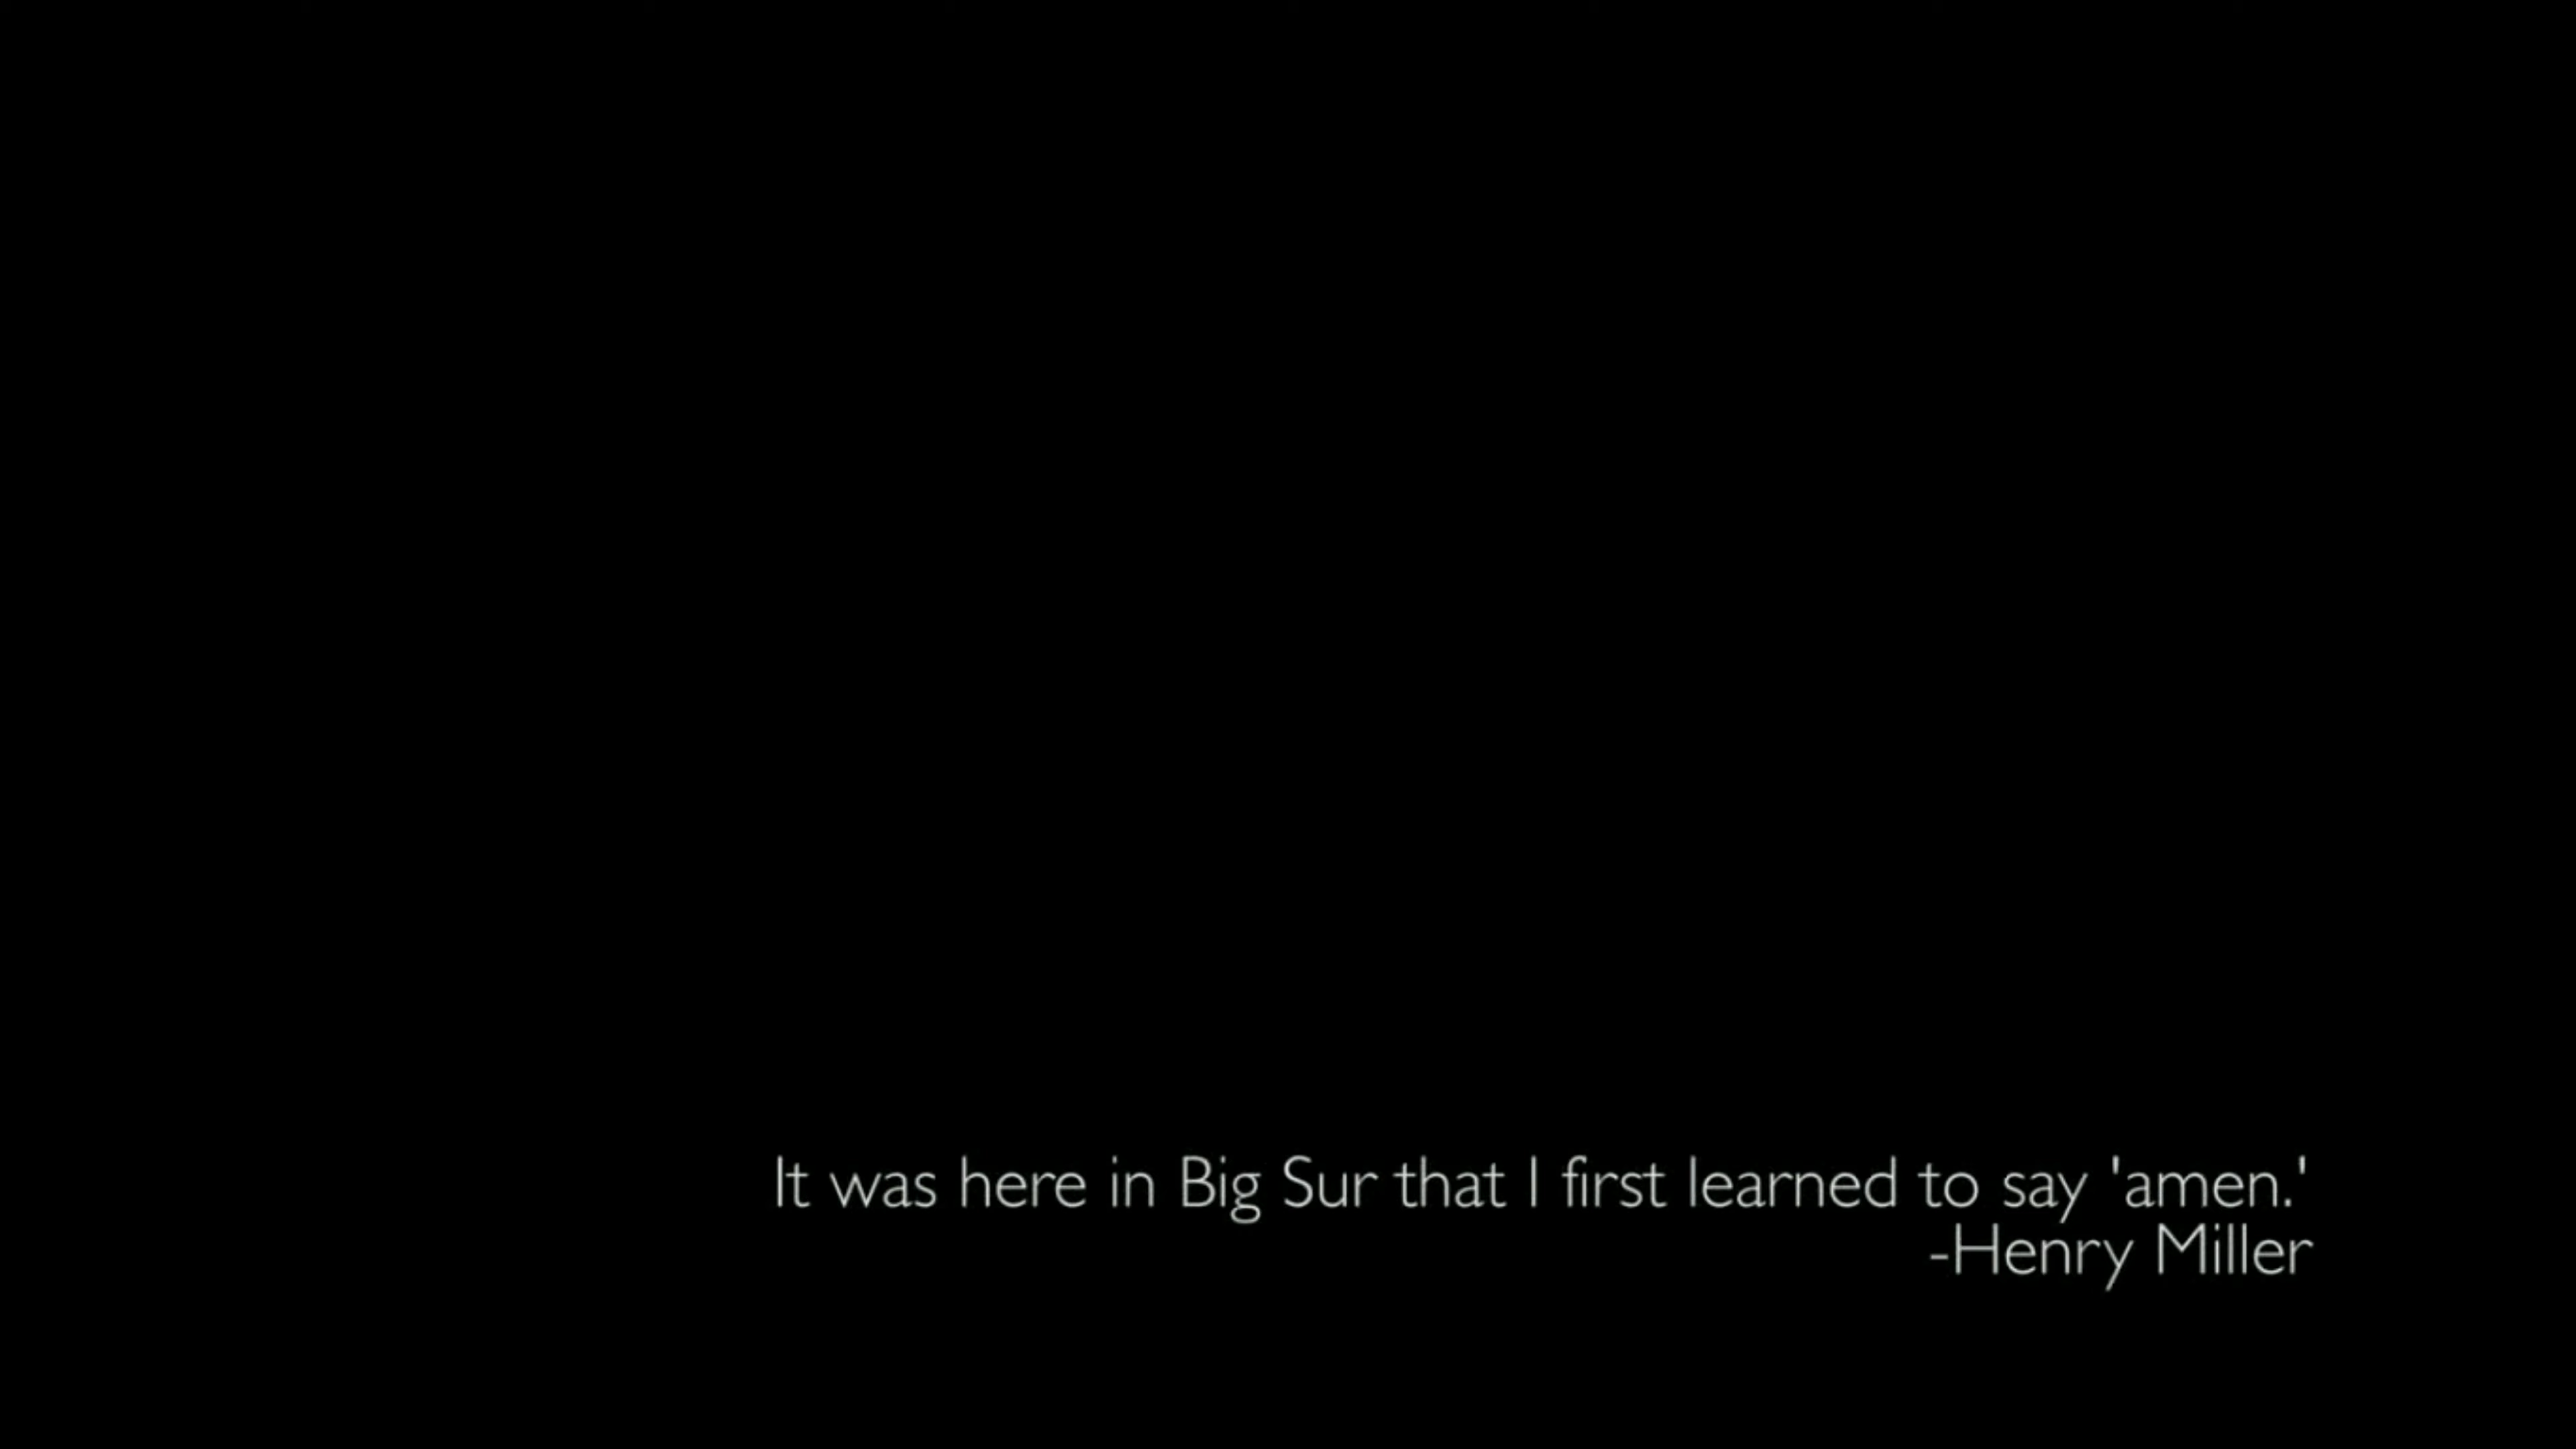 It was here in Big Sur that I first learned to say 'amen.'
-Henry Miller